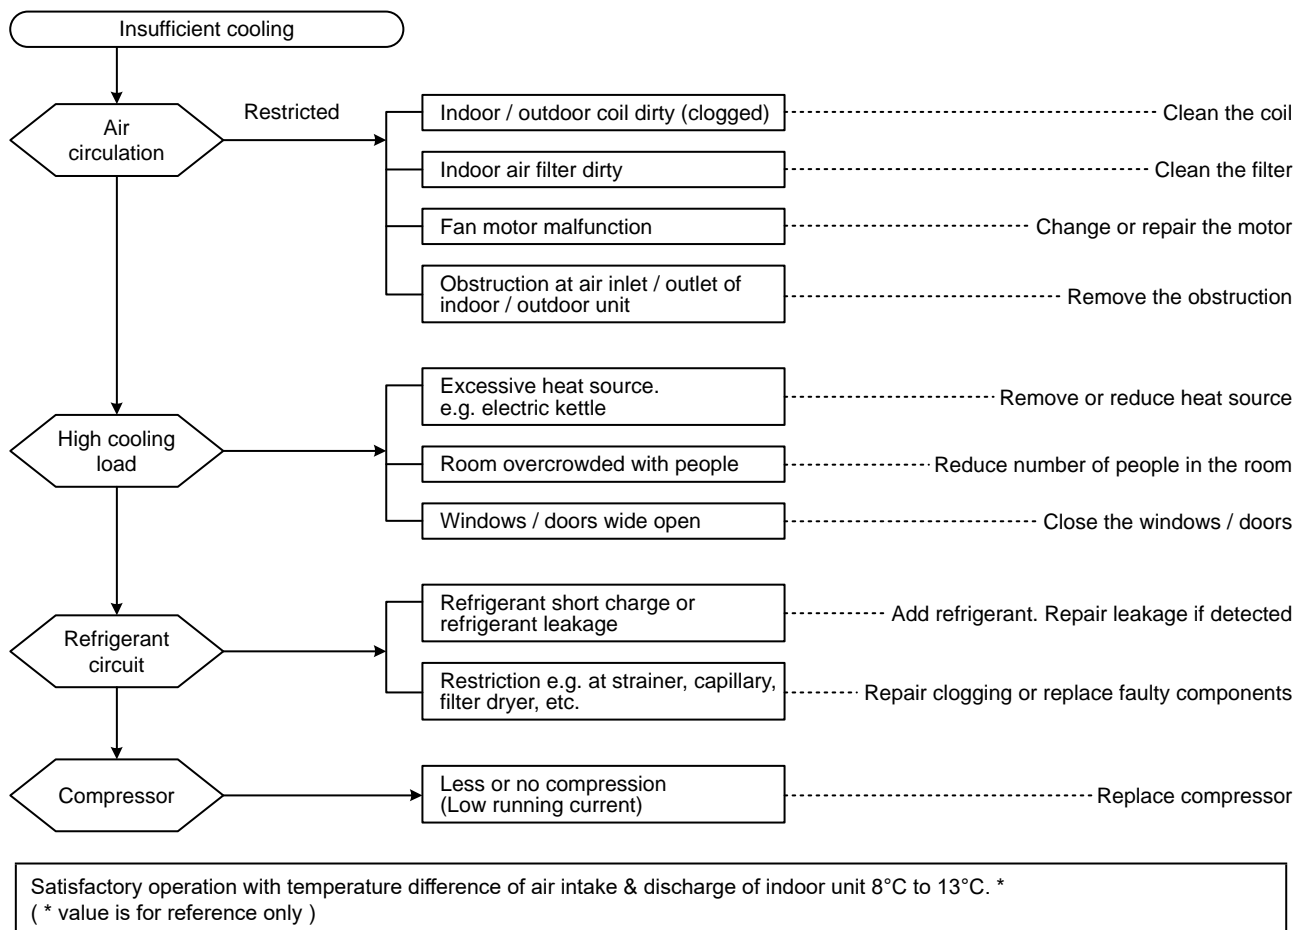 Insufficient cooling
Air
circulation
Restricted
Indoor / outdoor coil dirty (clogged)
Clean the coil
Indoor air filter dirty
Clean the filter
Fan motor malfunction
Change or repair the motor
Obstruction at air inlet / outlet of
indoor / outdoor unit
Remove the obstruction
High cooling
load
Excessive heat source.
e.g. electric kettle
Remove or reduce heat source
Room overcrowded with people
Reduce number of people in the room
Windows / doors wide open
Close the windows / doors
Refrigerant
circuit
Refrigerant short charge or
refrigerant leakage
Add refrigerant. Repair leakage if detected
Restriction e.g. at strainer, capillary,
filter dryer, etc.
Repair clogging or replace faulty components
Compressor
Less or no compression
(Low running current)
Replace compressor
Satisfactory operation with temperature difference of air intake & discharge of indoor unit 8°C to 13°C. *
( * value is for reference only )